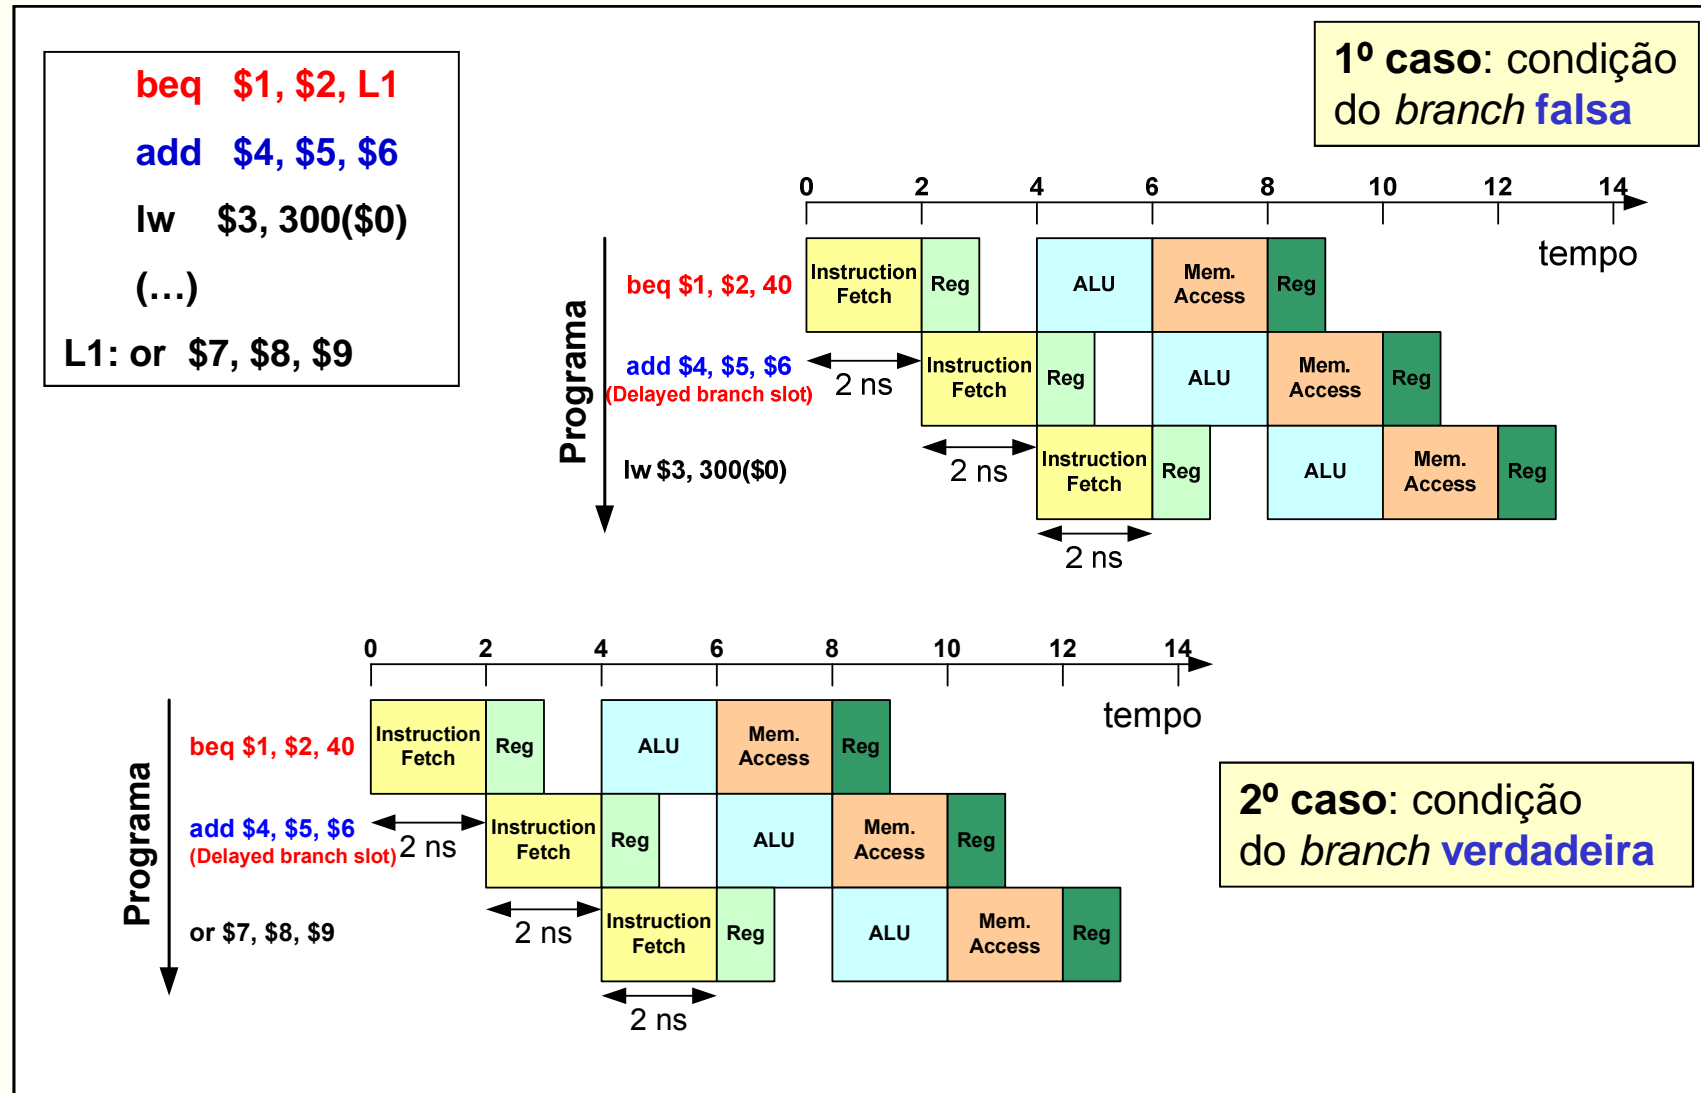 beq $1, $2, L1
add $4, $5, $6
lw $3, 300($0)
(...)
L1: or $7, $8, $9
1º caso: condição
do branch falsa
0 2 4 6 8 10 12 14
tempo
Programa
beq $1, $2, 40
Instruction
Fetch
Reg
ALU
Mem.
Access
Reg
add $4, $5, $6
(Delayed branch slot)
2 ns
Instruction
Fetch
Reg
ALU
Mem.
Access
Reg
lw $3, 300($0)
2 ns
Instruction
Fetch
Reg
ALU
Mem.
Access
Reg
2 ns
0 2 4 6 8 10 12 14
tempo
Programa
beq $1, $2, 40
Instruction
Fetch
Reg
ALU
Mem.
Access
Reg
add $4, $5, $6
(Delayed branch slot)
2 ns
Instruction
Fetch
Reg
ALU
Mem.
Access
Reg
or $7, $8, $9
2 ns
Instruction
Fetch
Reg
ALU
Mem.
Access
Reg
2 ns
2º caso: condição
do branch verdadeira